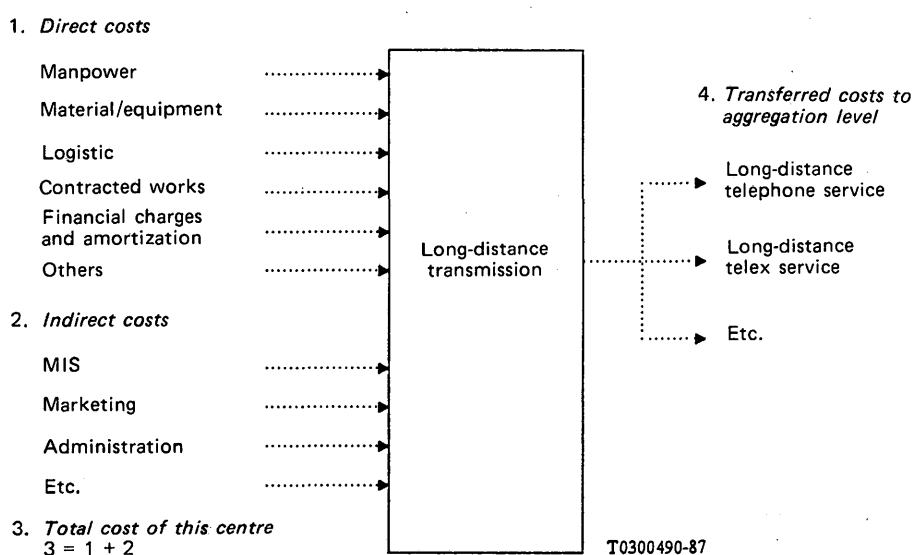 1. Direct costs
Manpower
Material/equipment
Logistic
Contracted works
Financial charges
and amortization
Others
2. Indirect costs
MIS
Marketing
Administration
Etc.
3. Total cost of this centre
3 = 1 + 2
Long-distance
transmission
4. Transferred costs to
aggregation level
Long-distance
telephone service
Long-distance
telex service
Etc.
T0300490-87